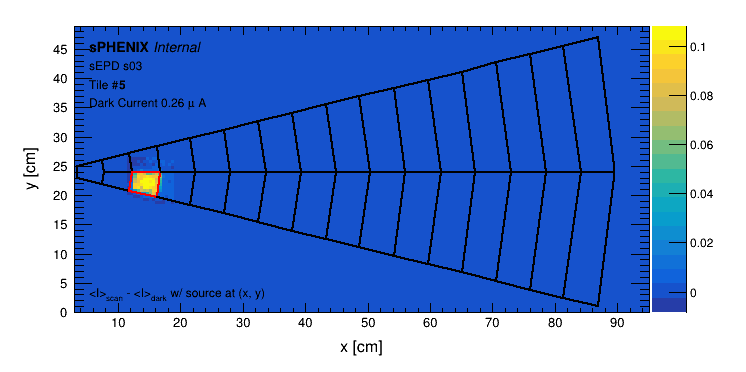 sPHENIX Internal
sEPD s03
Tile #5
Dark Current 0.26 μ A
<I>scan - <I>dark w/ source at (x, y)
y [cm]
45
40
35
30
25
20
15
10
5
0
10 20 30 40 50 60 70 80 90
x [cm]
0.1
0.08
0.06
0.04
0.02
0